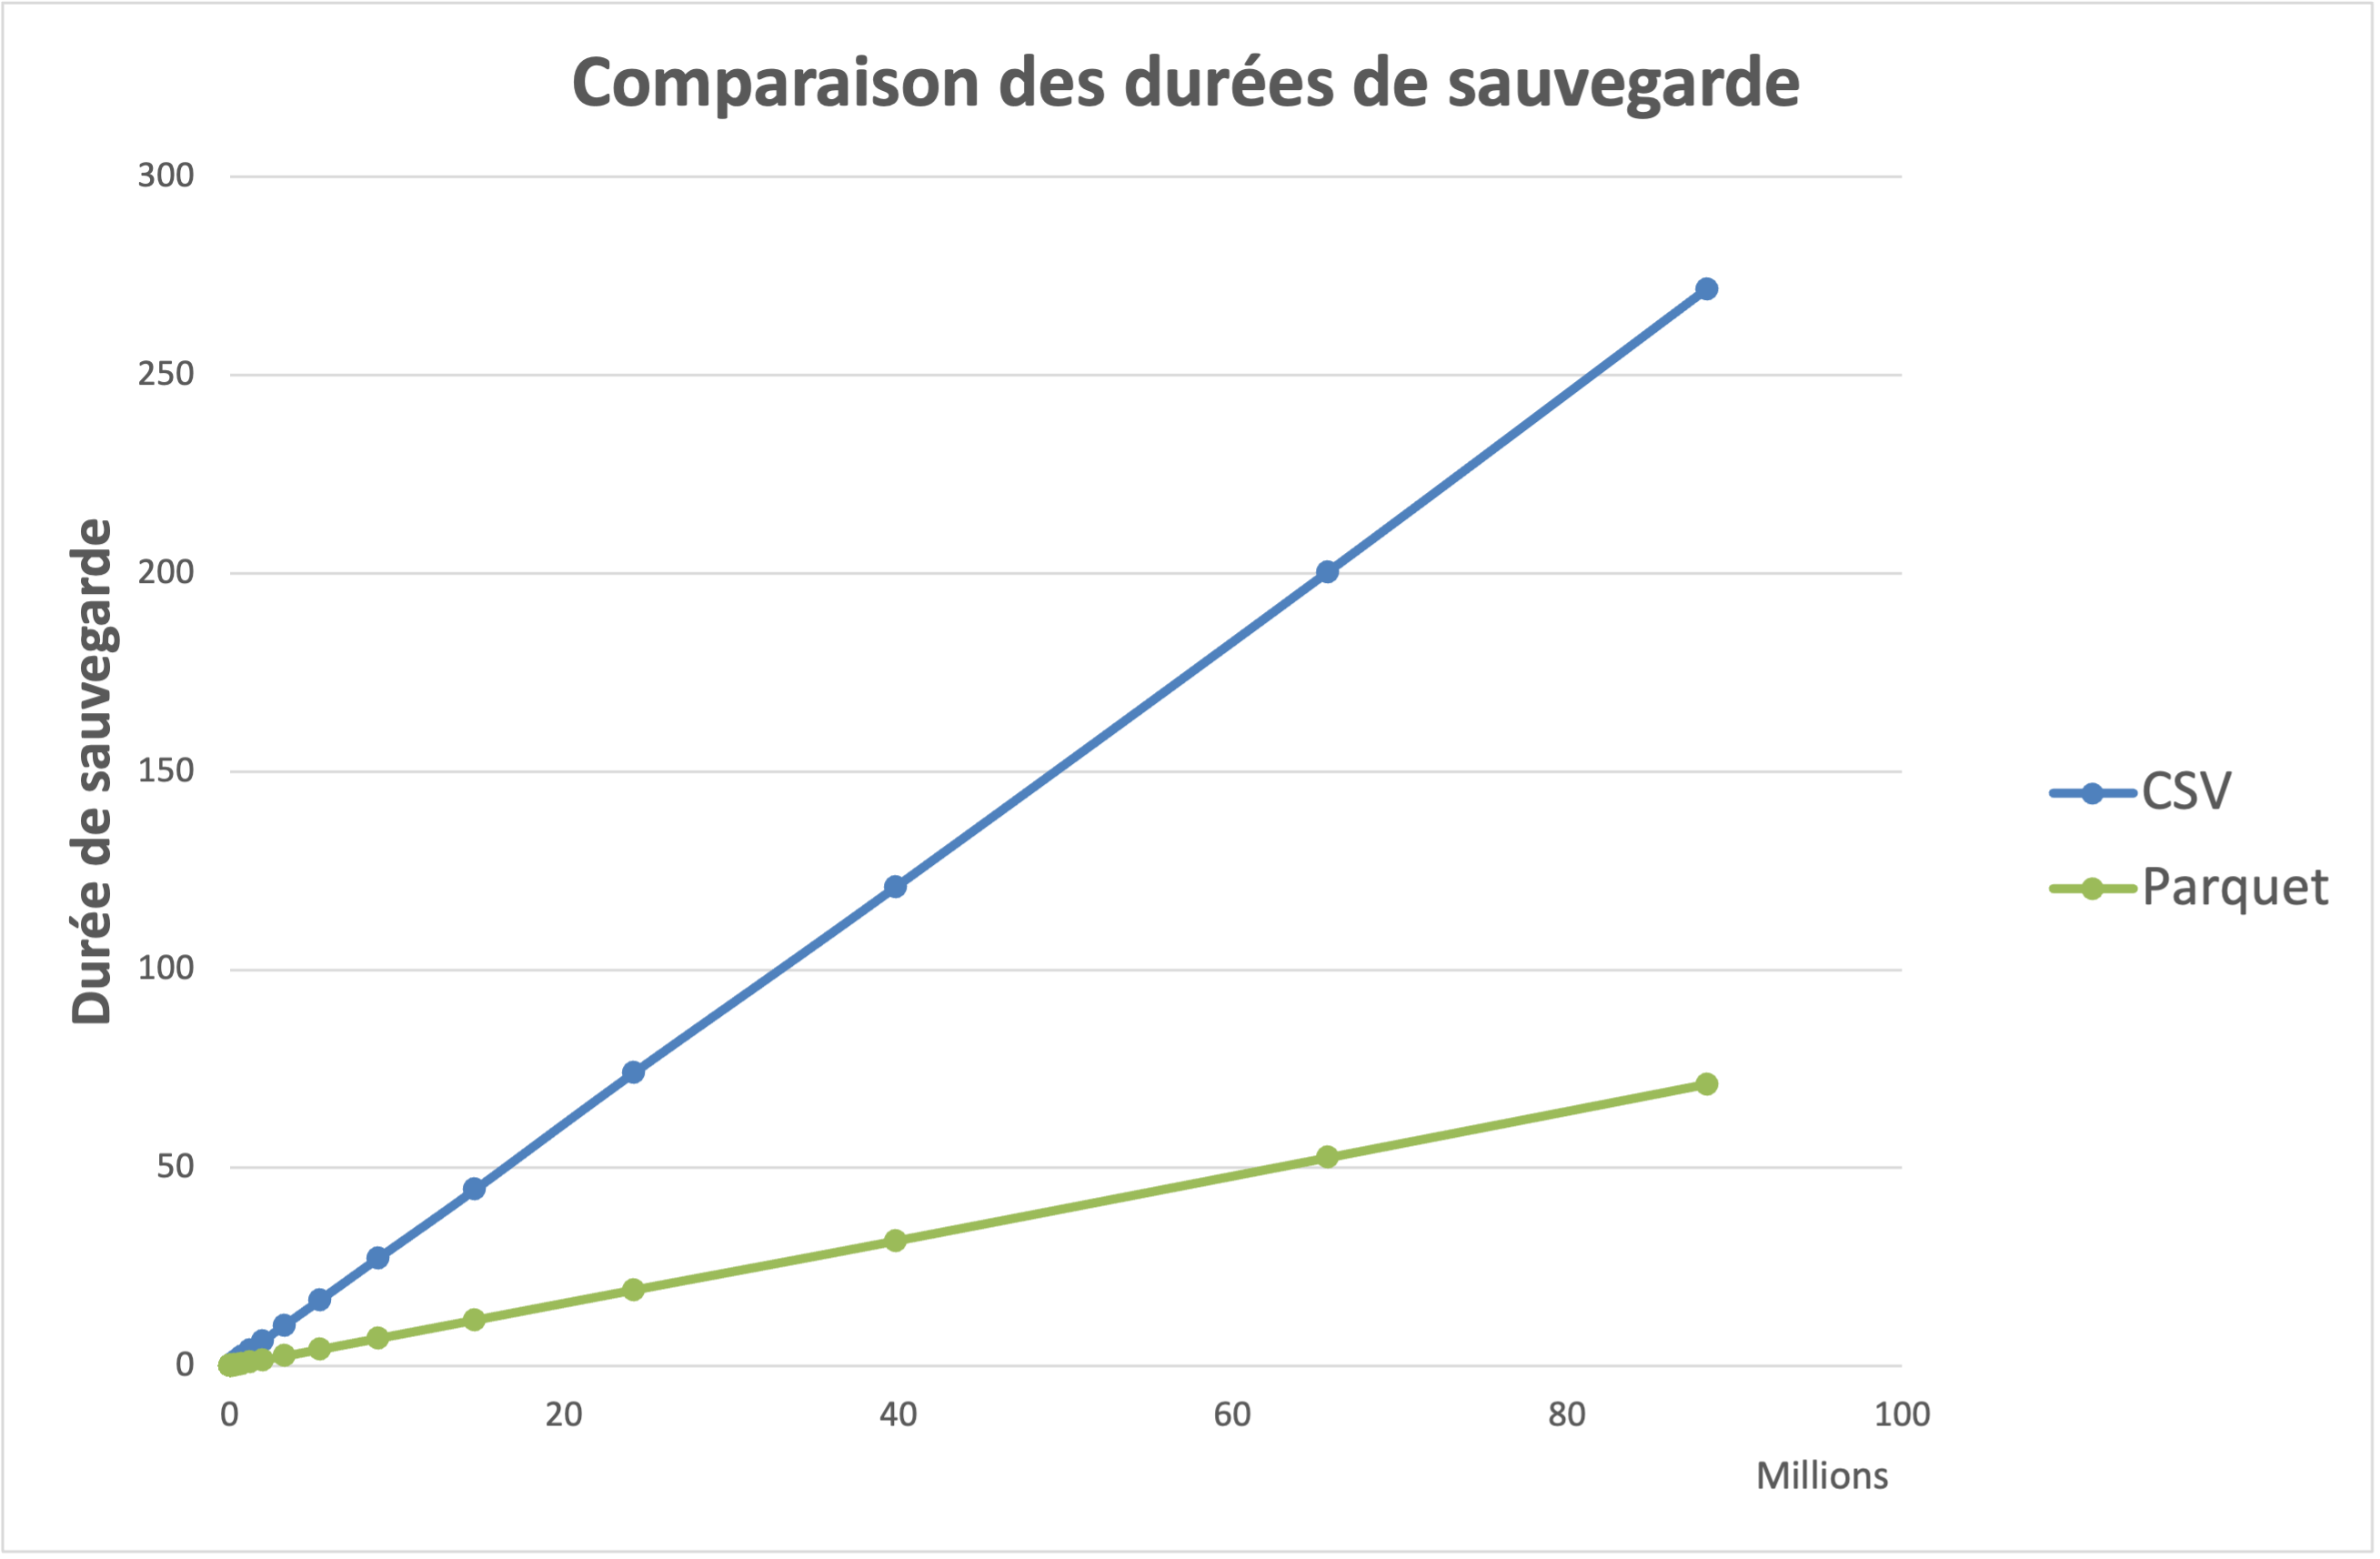 Comparaison des durées de sauvegarde
Durée de sauvegarde
300
250
200
150
100
50
0
0 20 40 60 80 100
Millions
CSV
Parquet